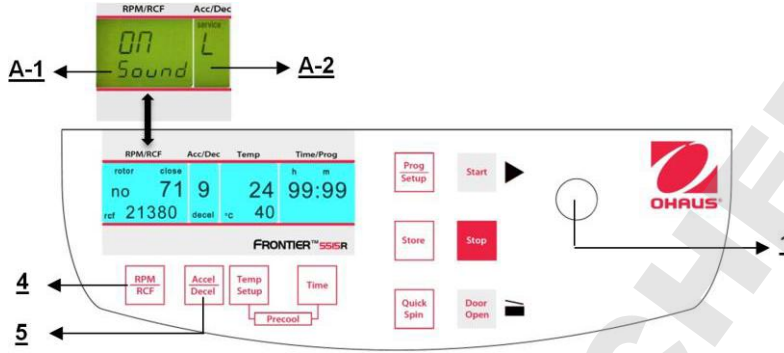 RPM/RCF Acc/Dec
service
ON L
Sound
A-1 A-2
RPM/RCF Acc/Dec Temp Time/Prog
rotor close h m
no 71 9 24 99:99
rcf 21380 decel °C 40
FRONTIER™ 5515R
Prog
Setup
Start
OHAUS®
Store
Stop
4
RPM
RCF
Accel
Decel
Temp
Setup
Time
Precool
5
Quick
Spin
Door
Open